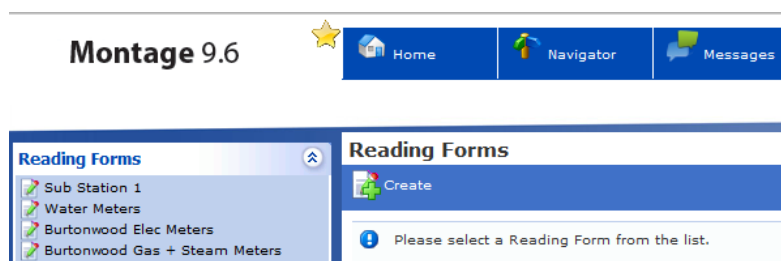 Montage 9.6
Home
Navigator
Messages
Reading Forms
Sub Station 1
Water Meters
Burtonwood Elec Meters
Burtonwood Gas + Steam Meters
Reading Forms
Create
Please select a Reading Form from the list.